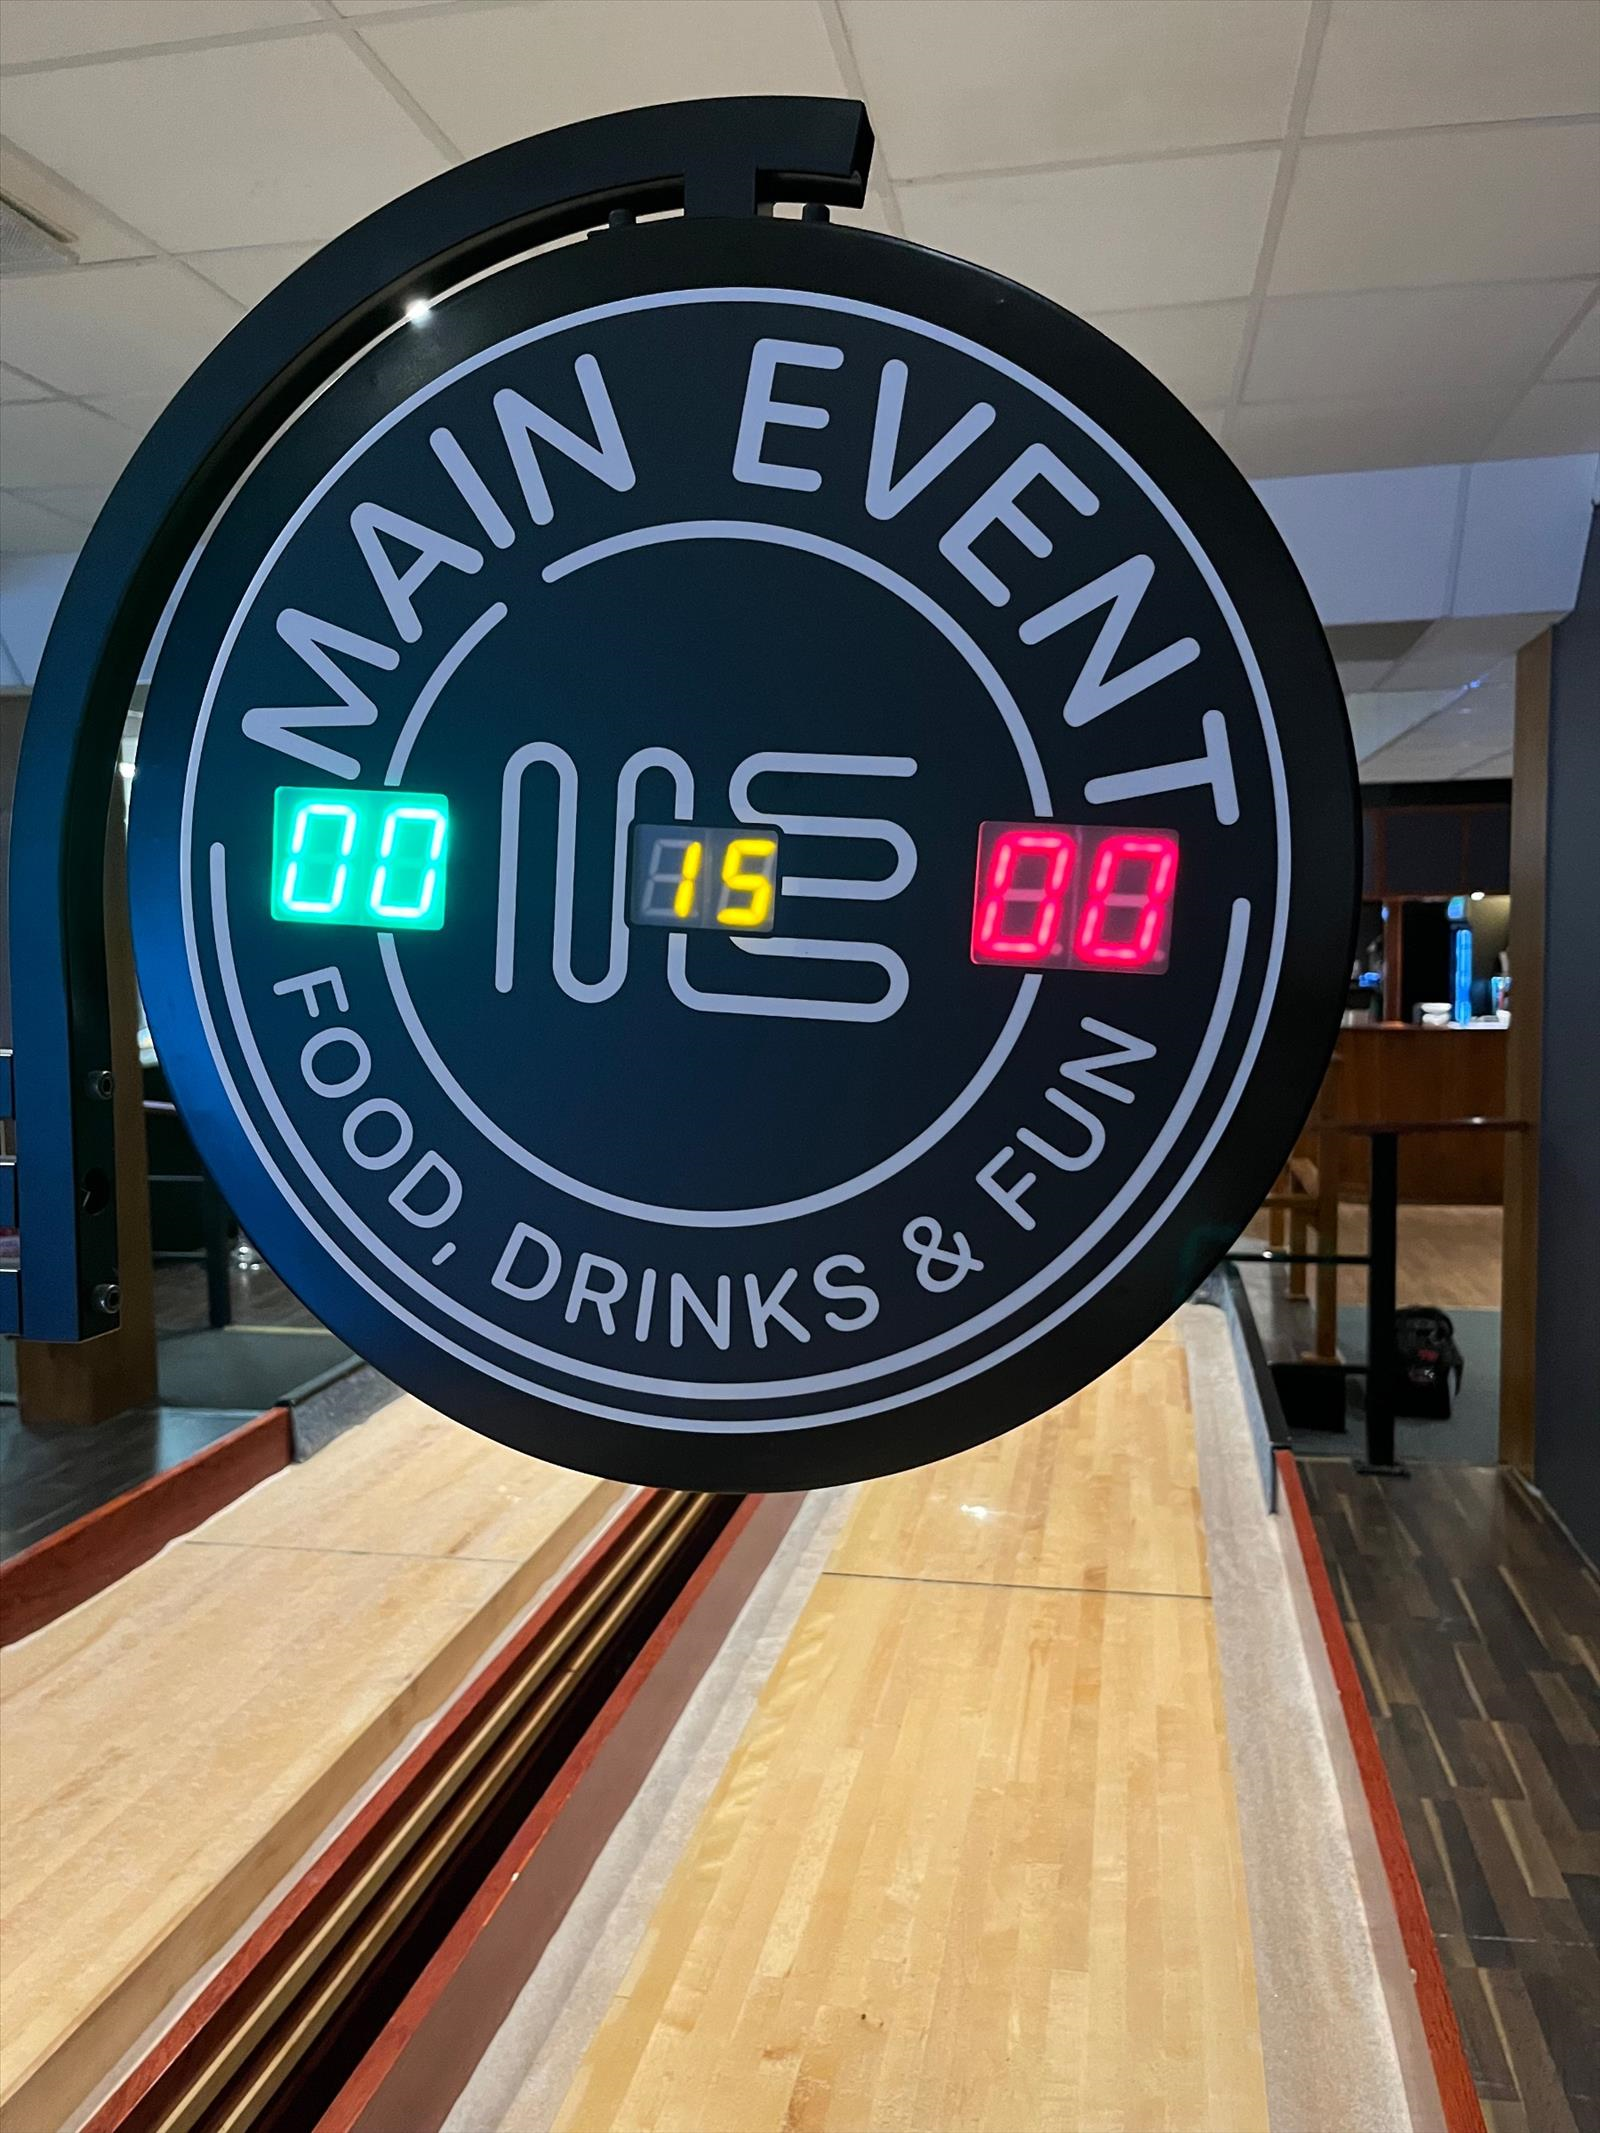 MAIN EVENT
00
15
00
ME
FOOD, DRINKS & FUN